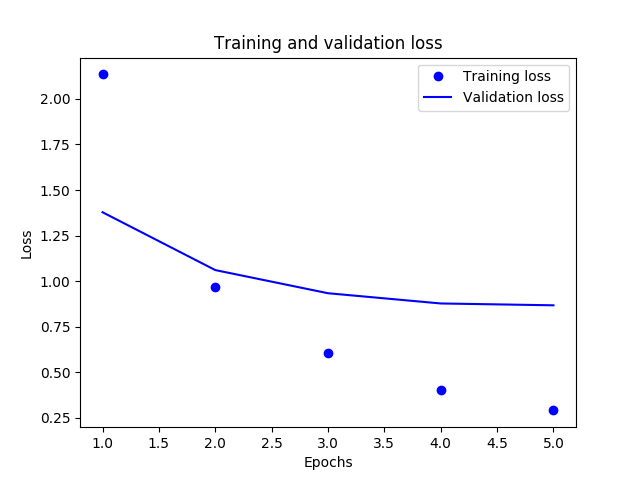 Training and validation loss
Training loss
Validation loss
2.00
1.75
1.50
1.25
1.00
0.75
0.50
0.25
Loss
1.0 1.5 2.0 2.5 3.0 3.5 4.0 4.5 5.0
Epochs